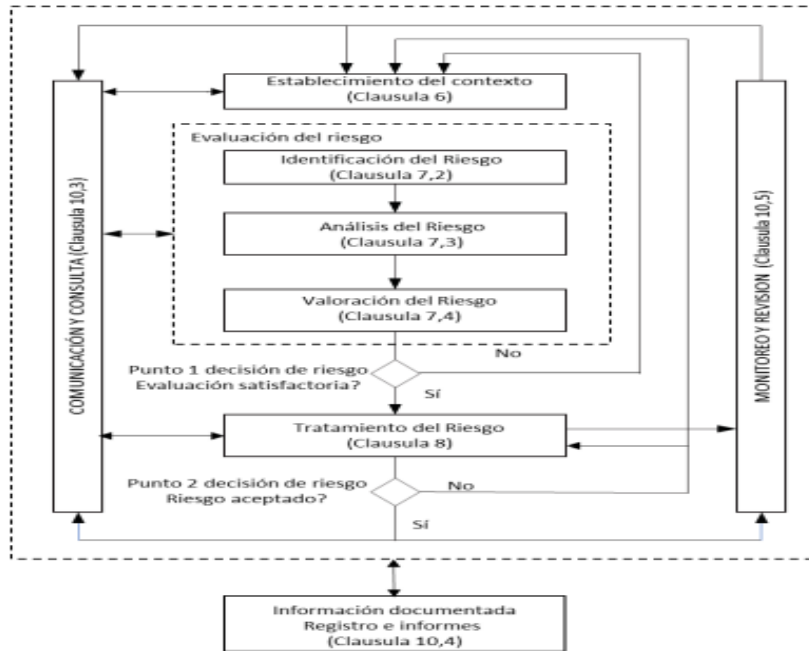 Establecimiento del contexto
(Clausula 6)
Evaluación del riesgo
Identificación del Riesgo
(Clausula 7,2)
Análisis del Riesgo
(Clausula 7,3)
Valoración del Riesgo
(Clausula 7,4)
No
Punto 1 decisión de riesgo
Evaluación satisfactoria?
Sí
Tratamiento del Riesgo
(Clausula 8)
Punto 2 decisión de riesgo
Riesgo aceptado?
No
Sí
COMUNICACIÓN Y CONSULTA (Clausula 10,3)
MONITOREO Y REVISION (Clausula 10,5)
Información documentada
Registro e informes
(Clausula 10,4)